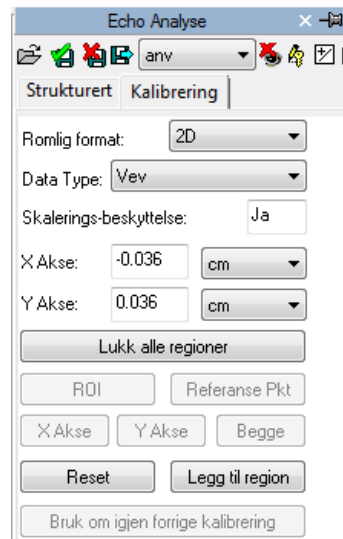 Echo Analyse
anv
Strukturert Kalibrering
Romlig format: 2D
Data Type: Vev
Skalerings-beskyttelse: Ja
X Akse: -0.036 cm
Y Akse: 0.036 cm
Lukk alle regioner
ROI Referanse Pkt
X Akse Y Akse Begge
Reset Legg til region
Bruk om igjen forrige kalibrering